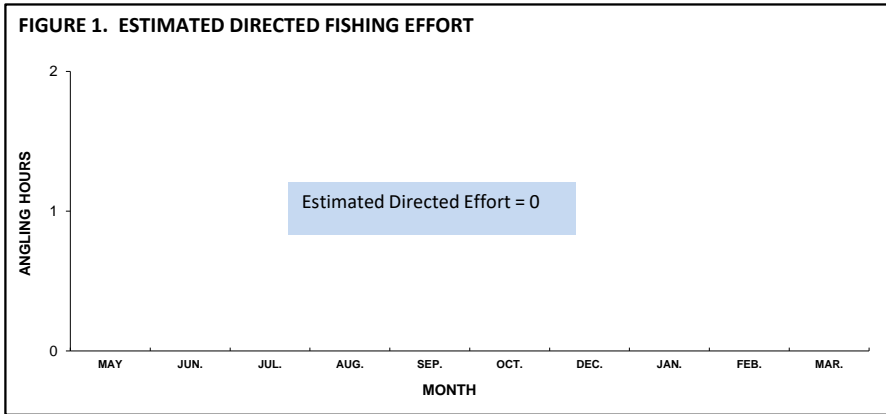 FIGURE 1. ESTIMATED DIRECTED FISHING EFFORT
2
ANGLING HOURS
1
Estimated Directed Effort = 0
0
MAY JUN. JUL. AUG. SEP. OCT. DEC. JAN. FEB. MAR.
MONTH